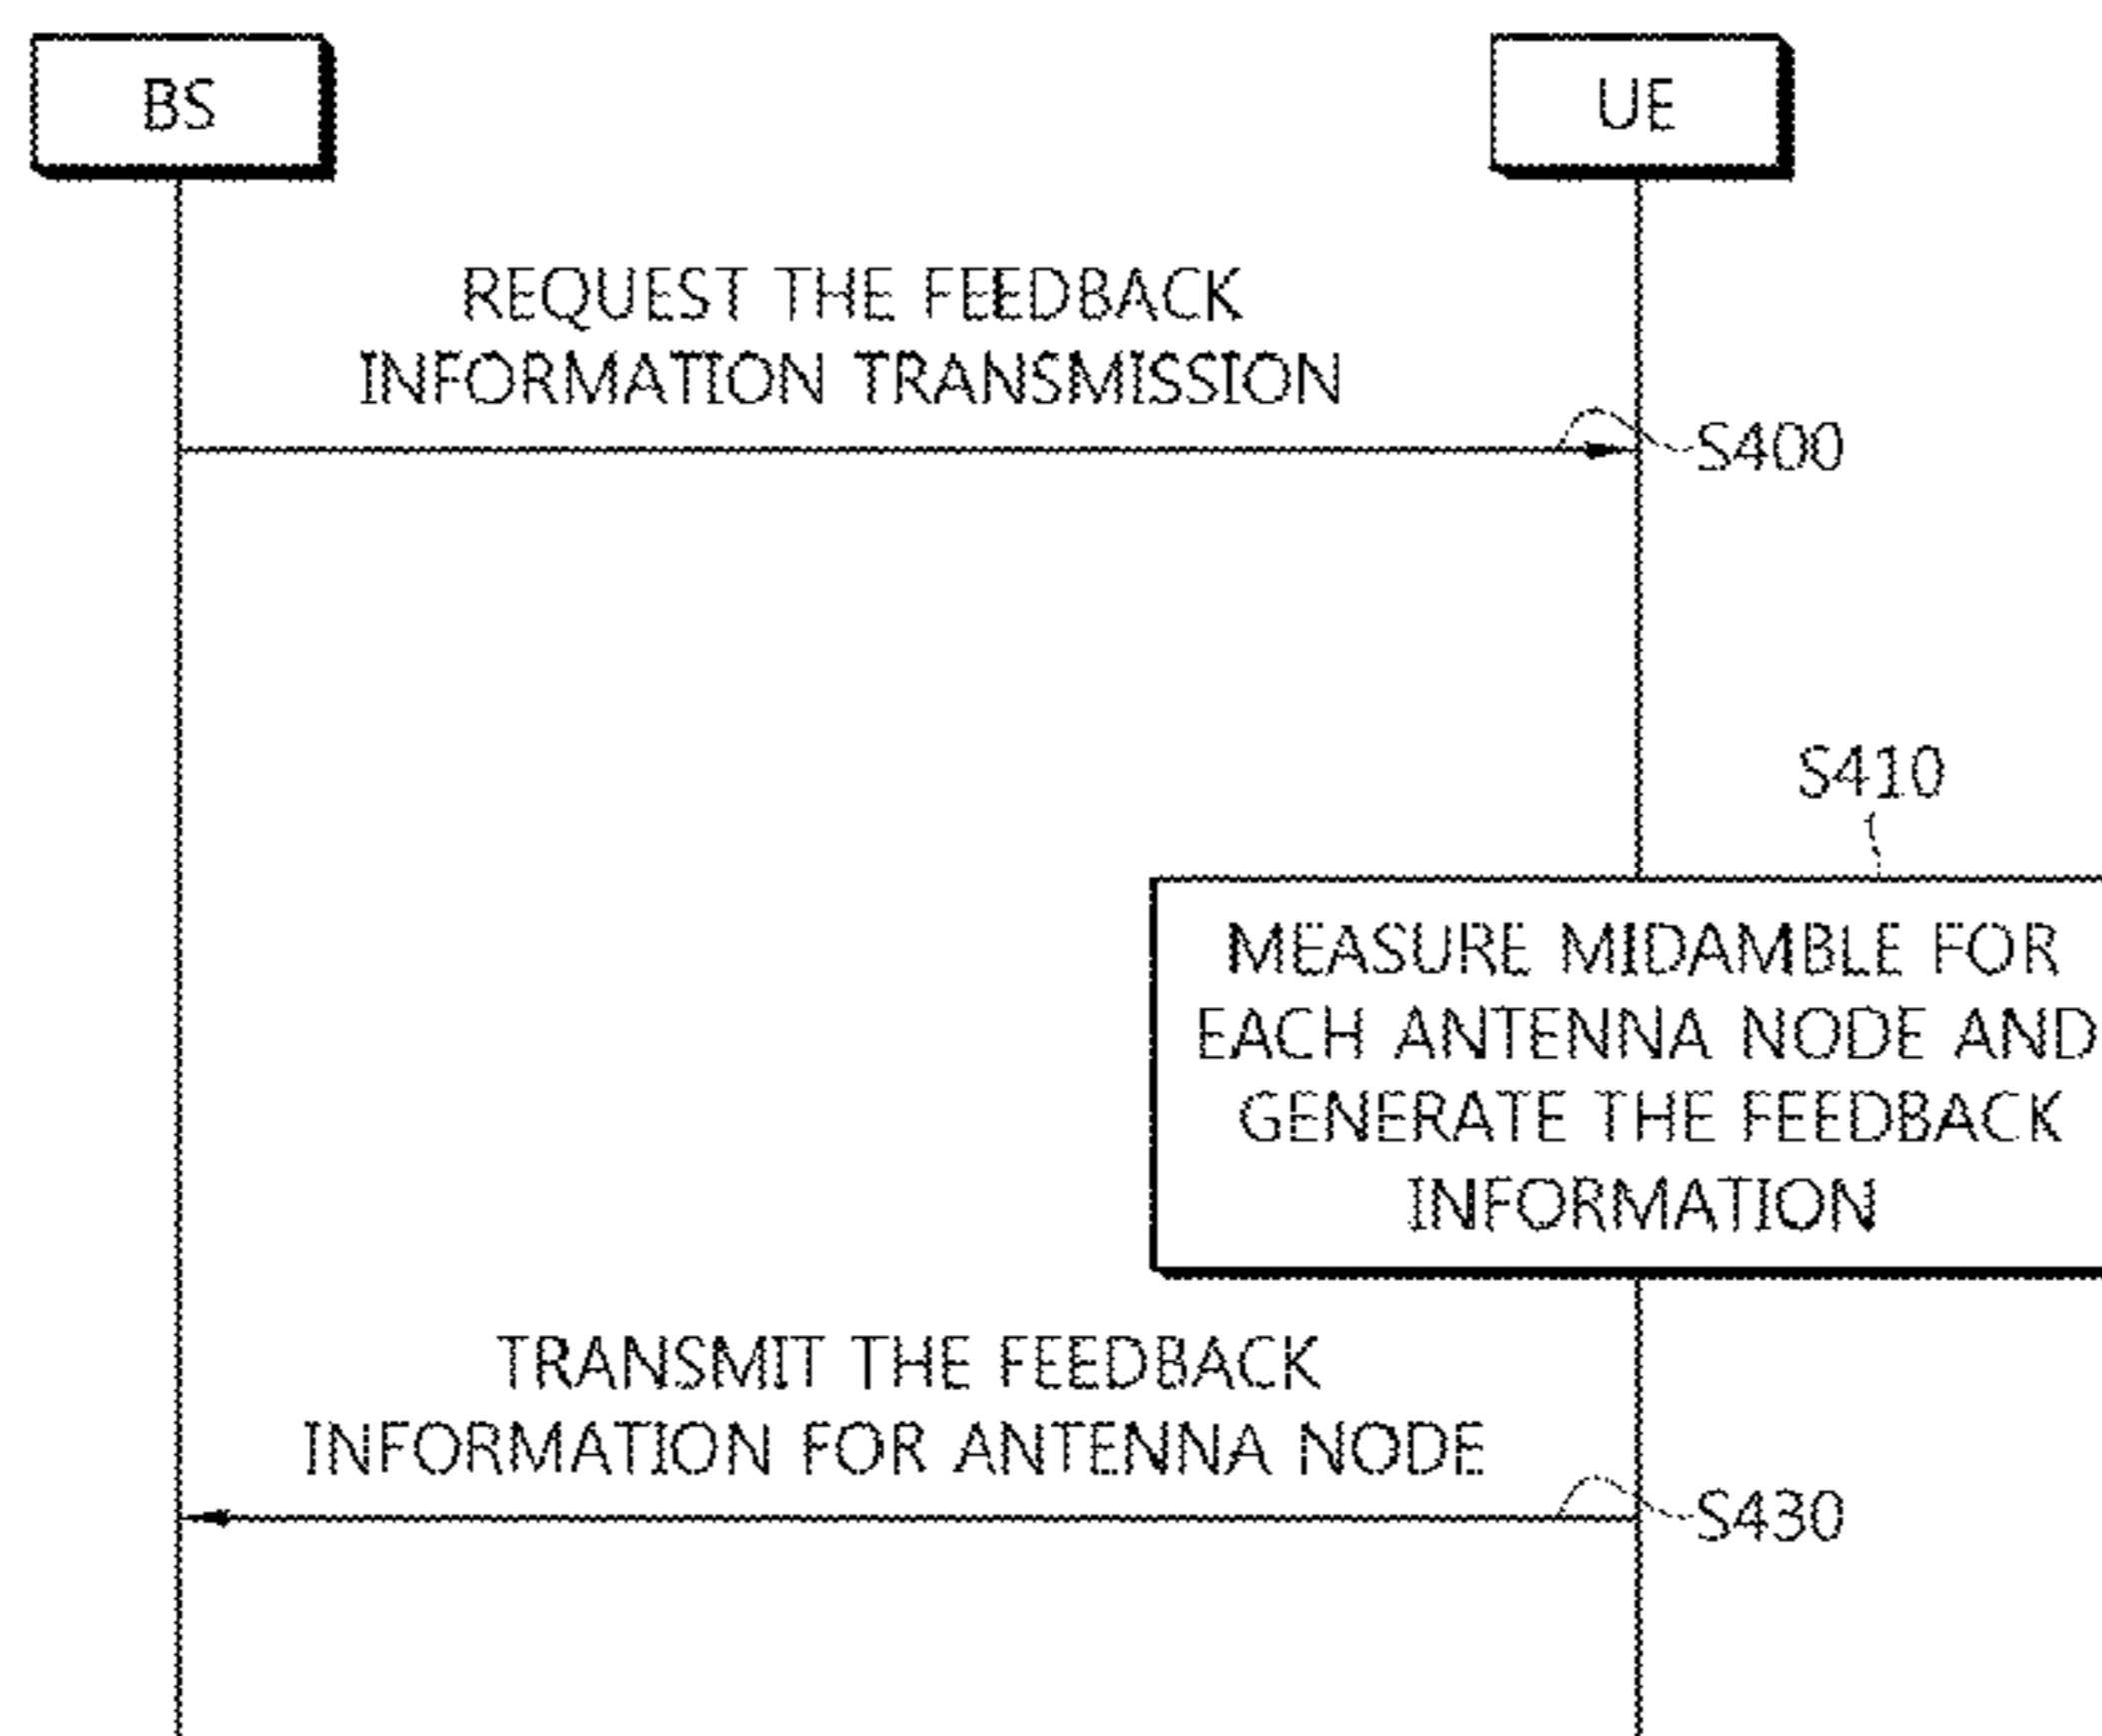 BS
UE
REQUEST THE FEEDBACK
INFORMATION TRANSMISSION
S400
S410
MEASURE MIDAMBLE FOR
EACH ANTENNA NODE AND
GENERATE THE FEEDBACK
INFORMATION
TRANSMIT THE FEEDBACK
INFORMATION FOR ANTENNA NODE
S430